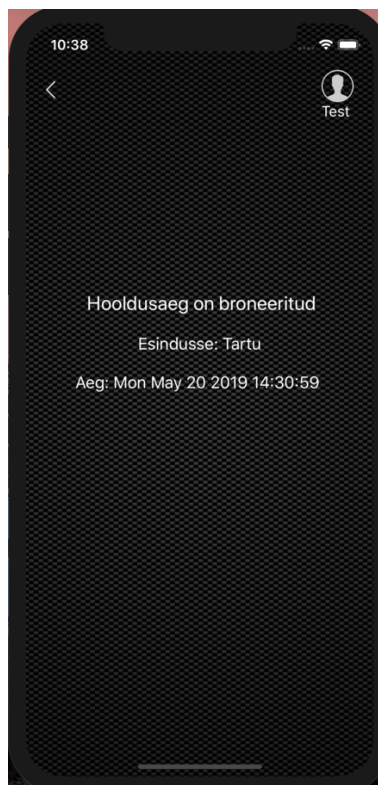 10:38
Test
Hooldusaeg on broneeritud
Esindusse: Tartu
Aeg: Mon May 20 2019 14:30:59